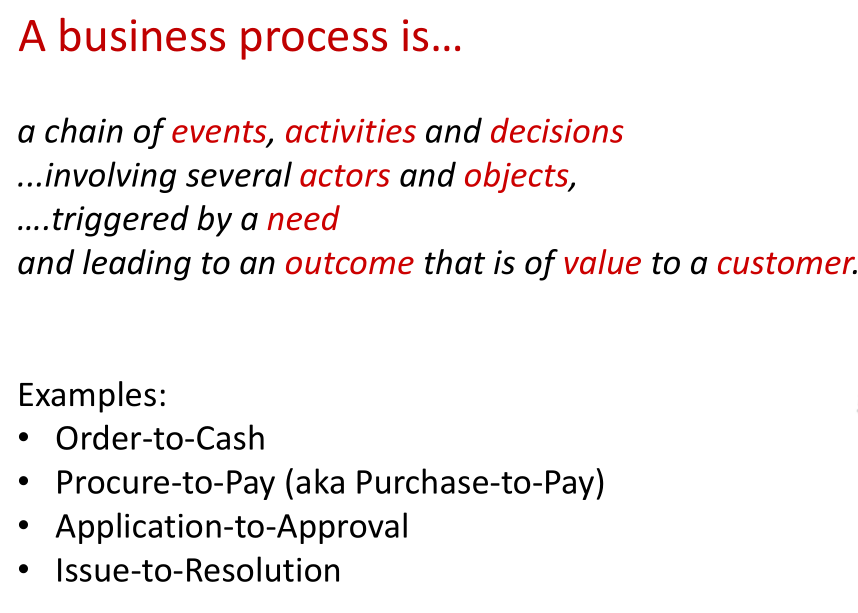 A business process is…
a chain of events, activities and decisions
...involving several actors and objects,
….triggered by a need
and leading to an outcome that is of value to a customer.
Examples:
• Order-to-Cash
• Procure-to-Pay (aka Purchase-to-Pay)
• Application-to-Approval
• Issue-to-Resolution